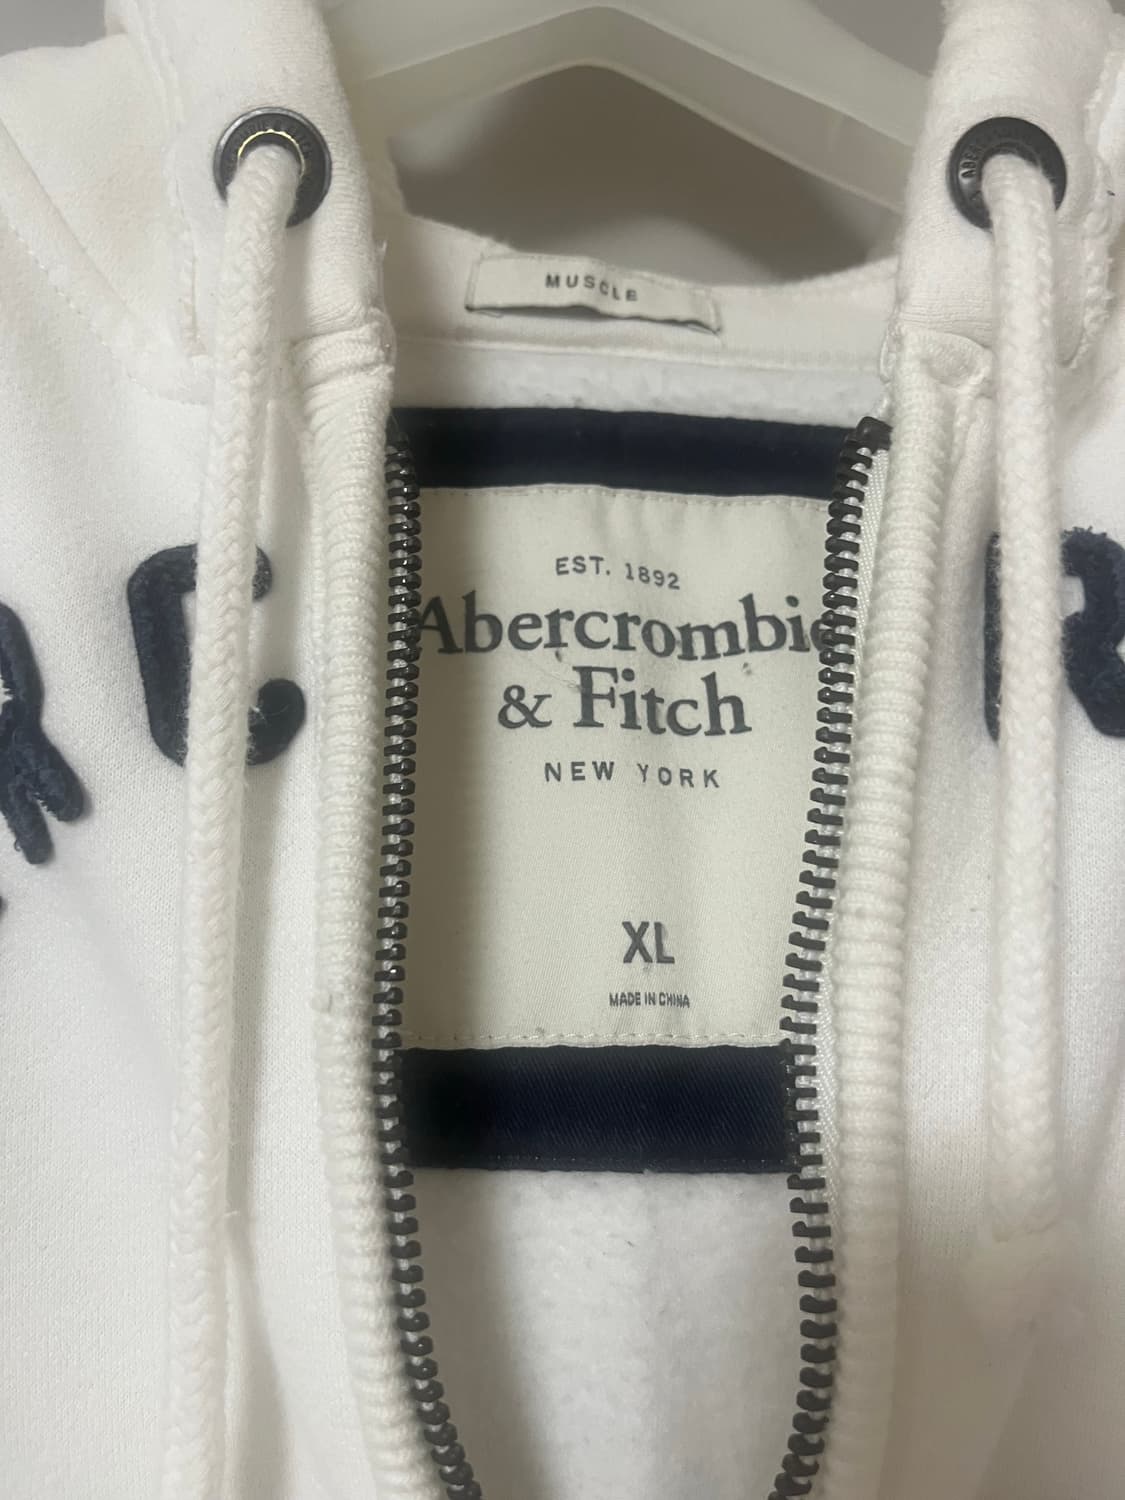 MUSCLE
EST. 1892
Abercrombie
& Fitch
NEW YORK
XL
MADE IN CHINA
C
R